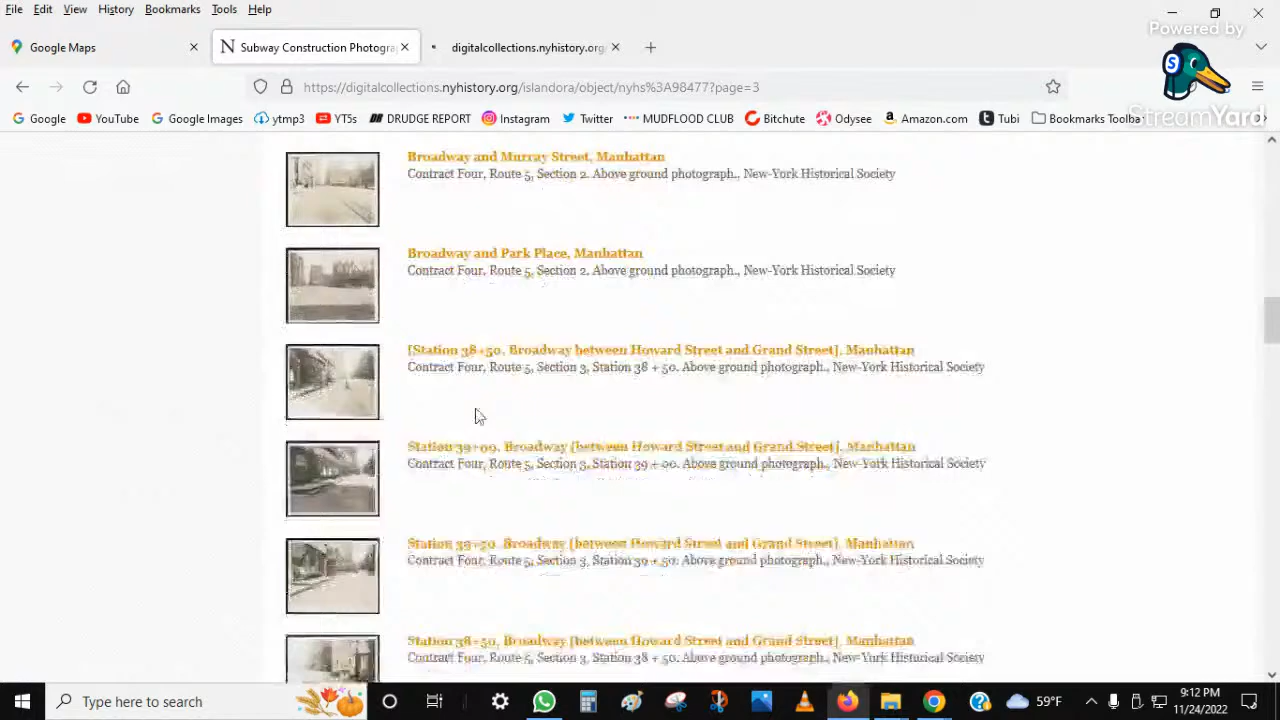 File Edit View History Bookmarks Tools Help
Powered by
Google Maps
N Subway Construction Photogra
digitalcollections.nyhistory.org/
https://digitalcollections.nyhistory.org/islandora/object/nyhs%3A98477?page=3
S
StreamYard
Google YouTube Google Images ytmp3 YT5s DRUDGE REPORT Instagram Twitter MUDFLOOD CLUB Bitchute Odysee Amazon.com Tubi Bookmarks Toolba
Broadway and Murray Street, Manhattan
Contract Four, Route 5, Section 2. Above ground photograph., New-York Historical Society
Broadway and Park Place, Manhattan
Contract Four, Route 5, Section 2. Above ground photograph., New-York Historical Society
[Station 38+50, Broadway between Howard Street and Grand Street], Manhattan
Contract Four, Route 5, Section 3, Station 38 + 50. Above ground photograph., New-York Historical Society
Station 39+00, Broadway [between Howard Street and Grand Street], Manhattan
Contract Four, Route 5, Section 3, Station 39 + 00. Above ground photograph., New-York Historical Society
Station 39+50, Broadway [between Howard Street and Grand Street], Manhattan
Contract Four, Route 5, Section 3, Station 39 + 50. Above ground photograph., New-York Historical Society
Station 38+50, Broadway [between Howard Street and Grand Street], Manhattan
Contract Four, Route 5, Section 3, Station 38 + 50. Above ground photograph., New-York Historical Society
Type here to search
59°F
9:12 PM
11/24/2022